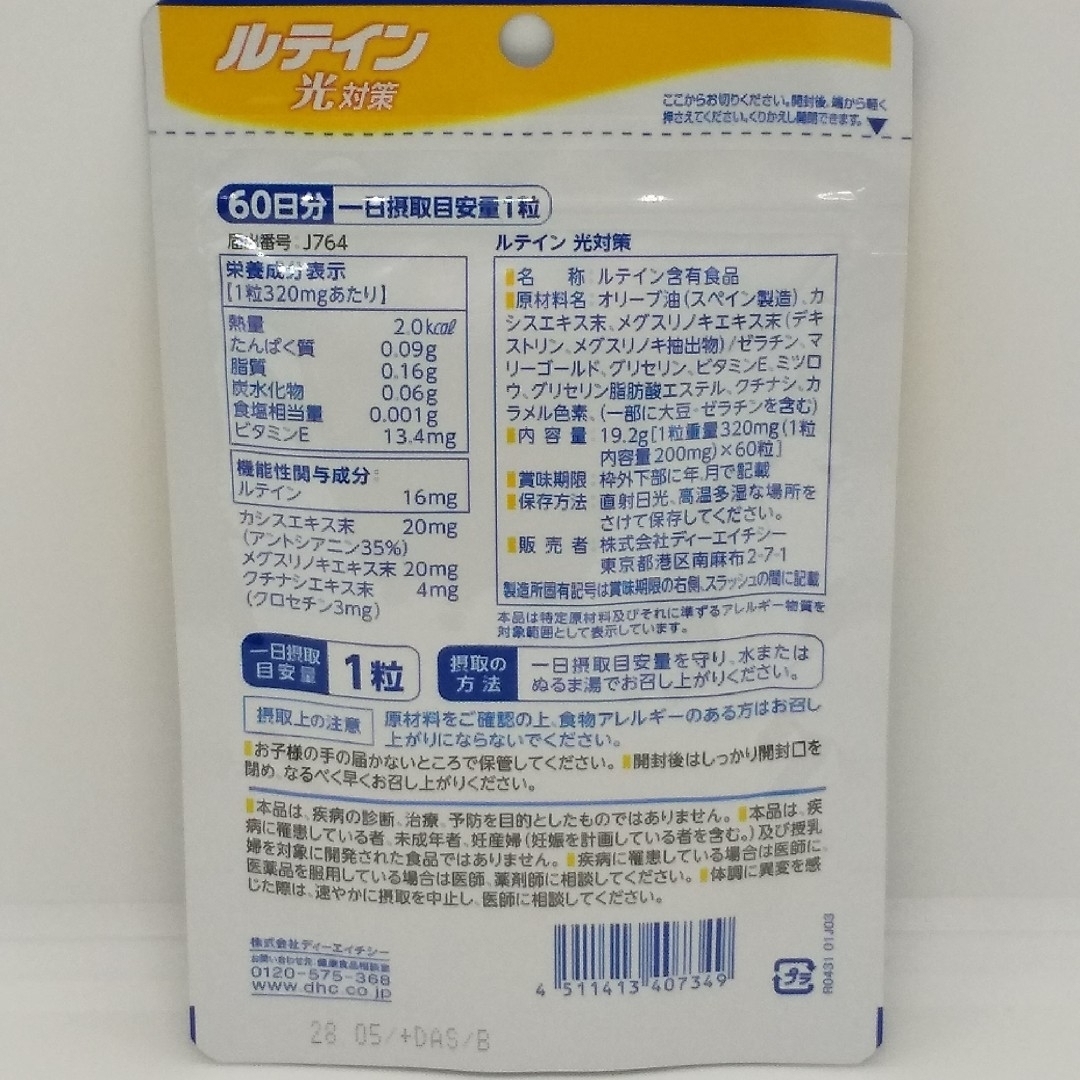 ルテイン
光対策
ここからお切りください。開封後、端から軽く
押さえてください。くりかえし開閉できます。
60日分 一日摂取目安量1粒
届出番号:J764
栄養成分表示
[1粒320mgあたり]
熱量 2.0kcal
たんぱく質 0.09g
脂質 0.16g
炭水化物 0.06g
食塩相当量 0.001g
ビタミンE 13.4mg
機能性関与成分:
ルテイン 16mg
カシスエキス末 20mg
(アントシアニン35%)
メグスリノキエキス末 20mg
クチナシエキス末 4mg
(クロセチン3mg)
ルテイン 光対策
名称 ルテイン含有食品
原材料名 オリーブ油(スペイン製造)、カ
シスエキス末、メグスリノキエキス末(デキ
ストリン、メグスリノキ抽出物)/ゼラチン、マ
リーゴールド、グリセリン、ビタミンE、ミツロ
ウ、グリセリン脂肪酸エステル、クチナシ、カ
ラメル色素、(一部に大豆・ゼラチンを含む)
内容量 19.2g[1粒重量320mg(1粒
内容量200mg)×60粒]
賞味期限 枠外下部に年、月で記載
保存方法 直射日光、高温多湿な場所を
さけて保存してください。
販売者 株式会社ディーエイチシー
東京都港区南麻布2-7-1
製造所固有記号は賞味期限の右側、スラッシュの間に記載
本品は特定原材料及びそれに準ずるアレルギー物質を
対象範囲として表示しています。
一日摂取
目安量 1粒
摂取の
方法
一日摂取目安量を守り、水または
ぬるま湯でお召し上がりください。
摂取上の注意 原材料をご確認の上、食物アレルギーのある方はお召し
上がりにならないでください。
お子様の手の届かないところで保管してください。 開封後はしっかり開封口を
閉め、なるべく早くお召し上がりください。
本品は、疾病の診断、治療、予防を目的としたものではありません。 本品は、疾
病に罹患している者、未成年者、妊産婦(妊娠を計画している者を含む。)及び授乳
婦を対象に開発された食品ではありません。 疾病に罹患している場合は医師に、
医薬品を服用している場合は医師、薬剤師に相談してください。 体調に異変を感
じた際は、速やかに摂取を中止し、医師に相談してください。
株式会社ディーエイチシー
お問い合わせ先 健康食品相談室
0120-575-368
www.dhc.co.jp
4 511413 407349
プラ
R0431 01J03
28 05/+DAS/B